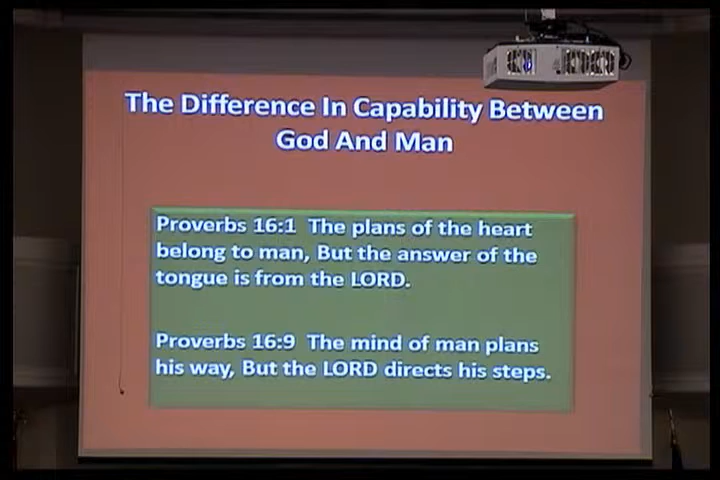 The Difference In Capability Between
God And Man
Proverbs 16:1 The plans of the heart
belong to man, But the answer of the
tongue is from the LORD.
Proverbs 16:9 The mind of man plans
his way, But the LORD directs his steps.